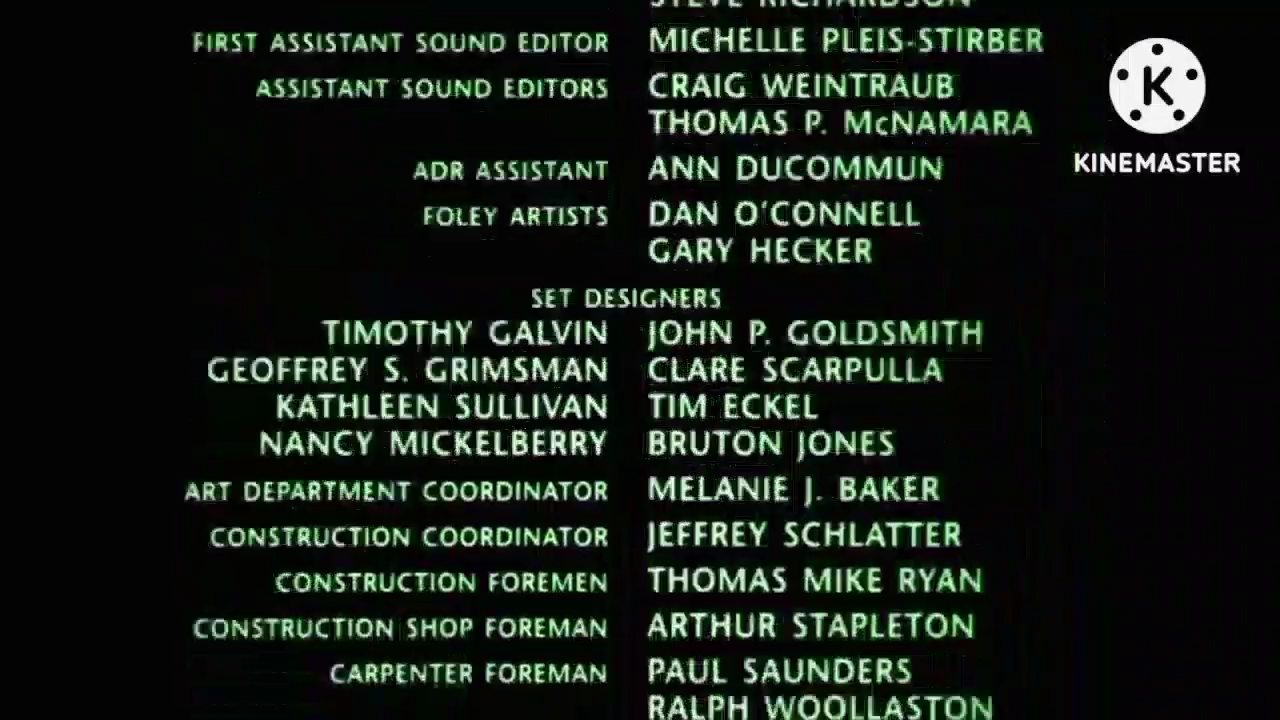 STEVE RICHARDSON
FIRST ASSISTANT SOUND EDITOR MICHELLE PLEIS-STIRBER
ASSISTANT SOUND EDITORS CRAIG WEINTRAUB
THOMAS P. McNAMARA
ADR ASSISTANT ANN DUCOMMUN
FOLEY ARTISTS DAN O'CONNELL
GARY HECKER
SET DESIGNERS
TIMOTHY GALVIN JOHN P. GOLDSMITH
GEOFFREY S. GRIMSMAN CLARE SCARPULLA
KATHLEEN SULLIVAN TIM ECKEL
NANCY MICKELBERRY BRUTON JONES
ART DEPARTMENT COORDINATOR MELANIE J. BAKER
CONSTRUCTION COORDINATOR JEFFREY SCHLATTER
CONSTRUCTION FOREMEN THOMAS MIKE RYAN
CONSTRUCTION SHOP FOREMAN ARTHUR STAPLETON
CARPENTER FOREMAN PAUL SAUNDERS
RALPH WOOLLASTON
K
KINEMASTER